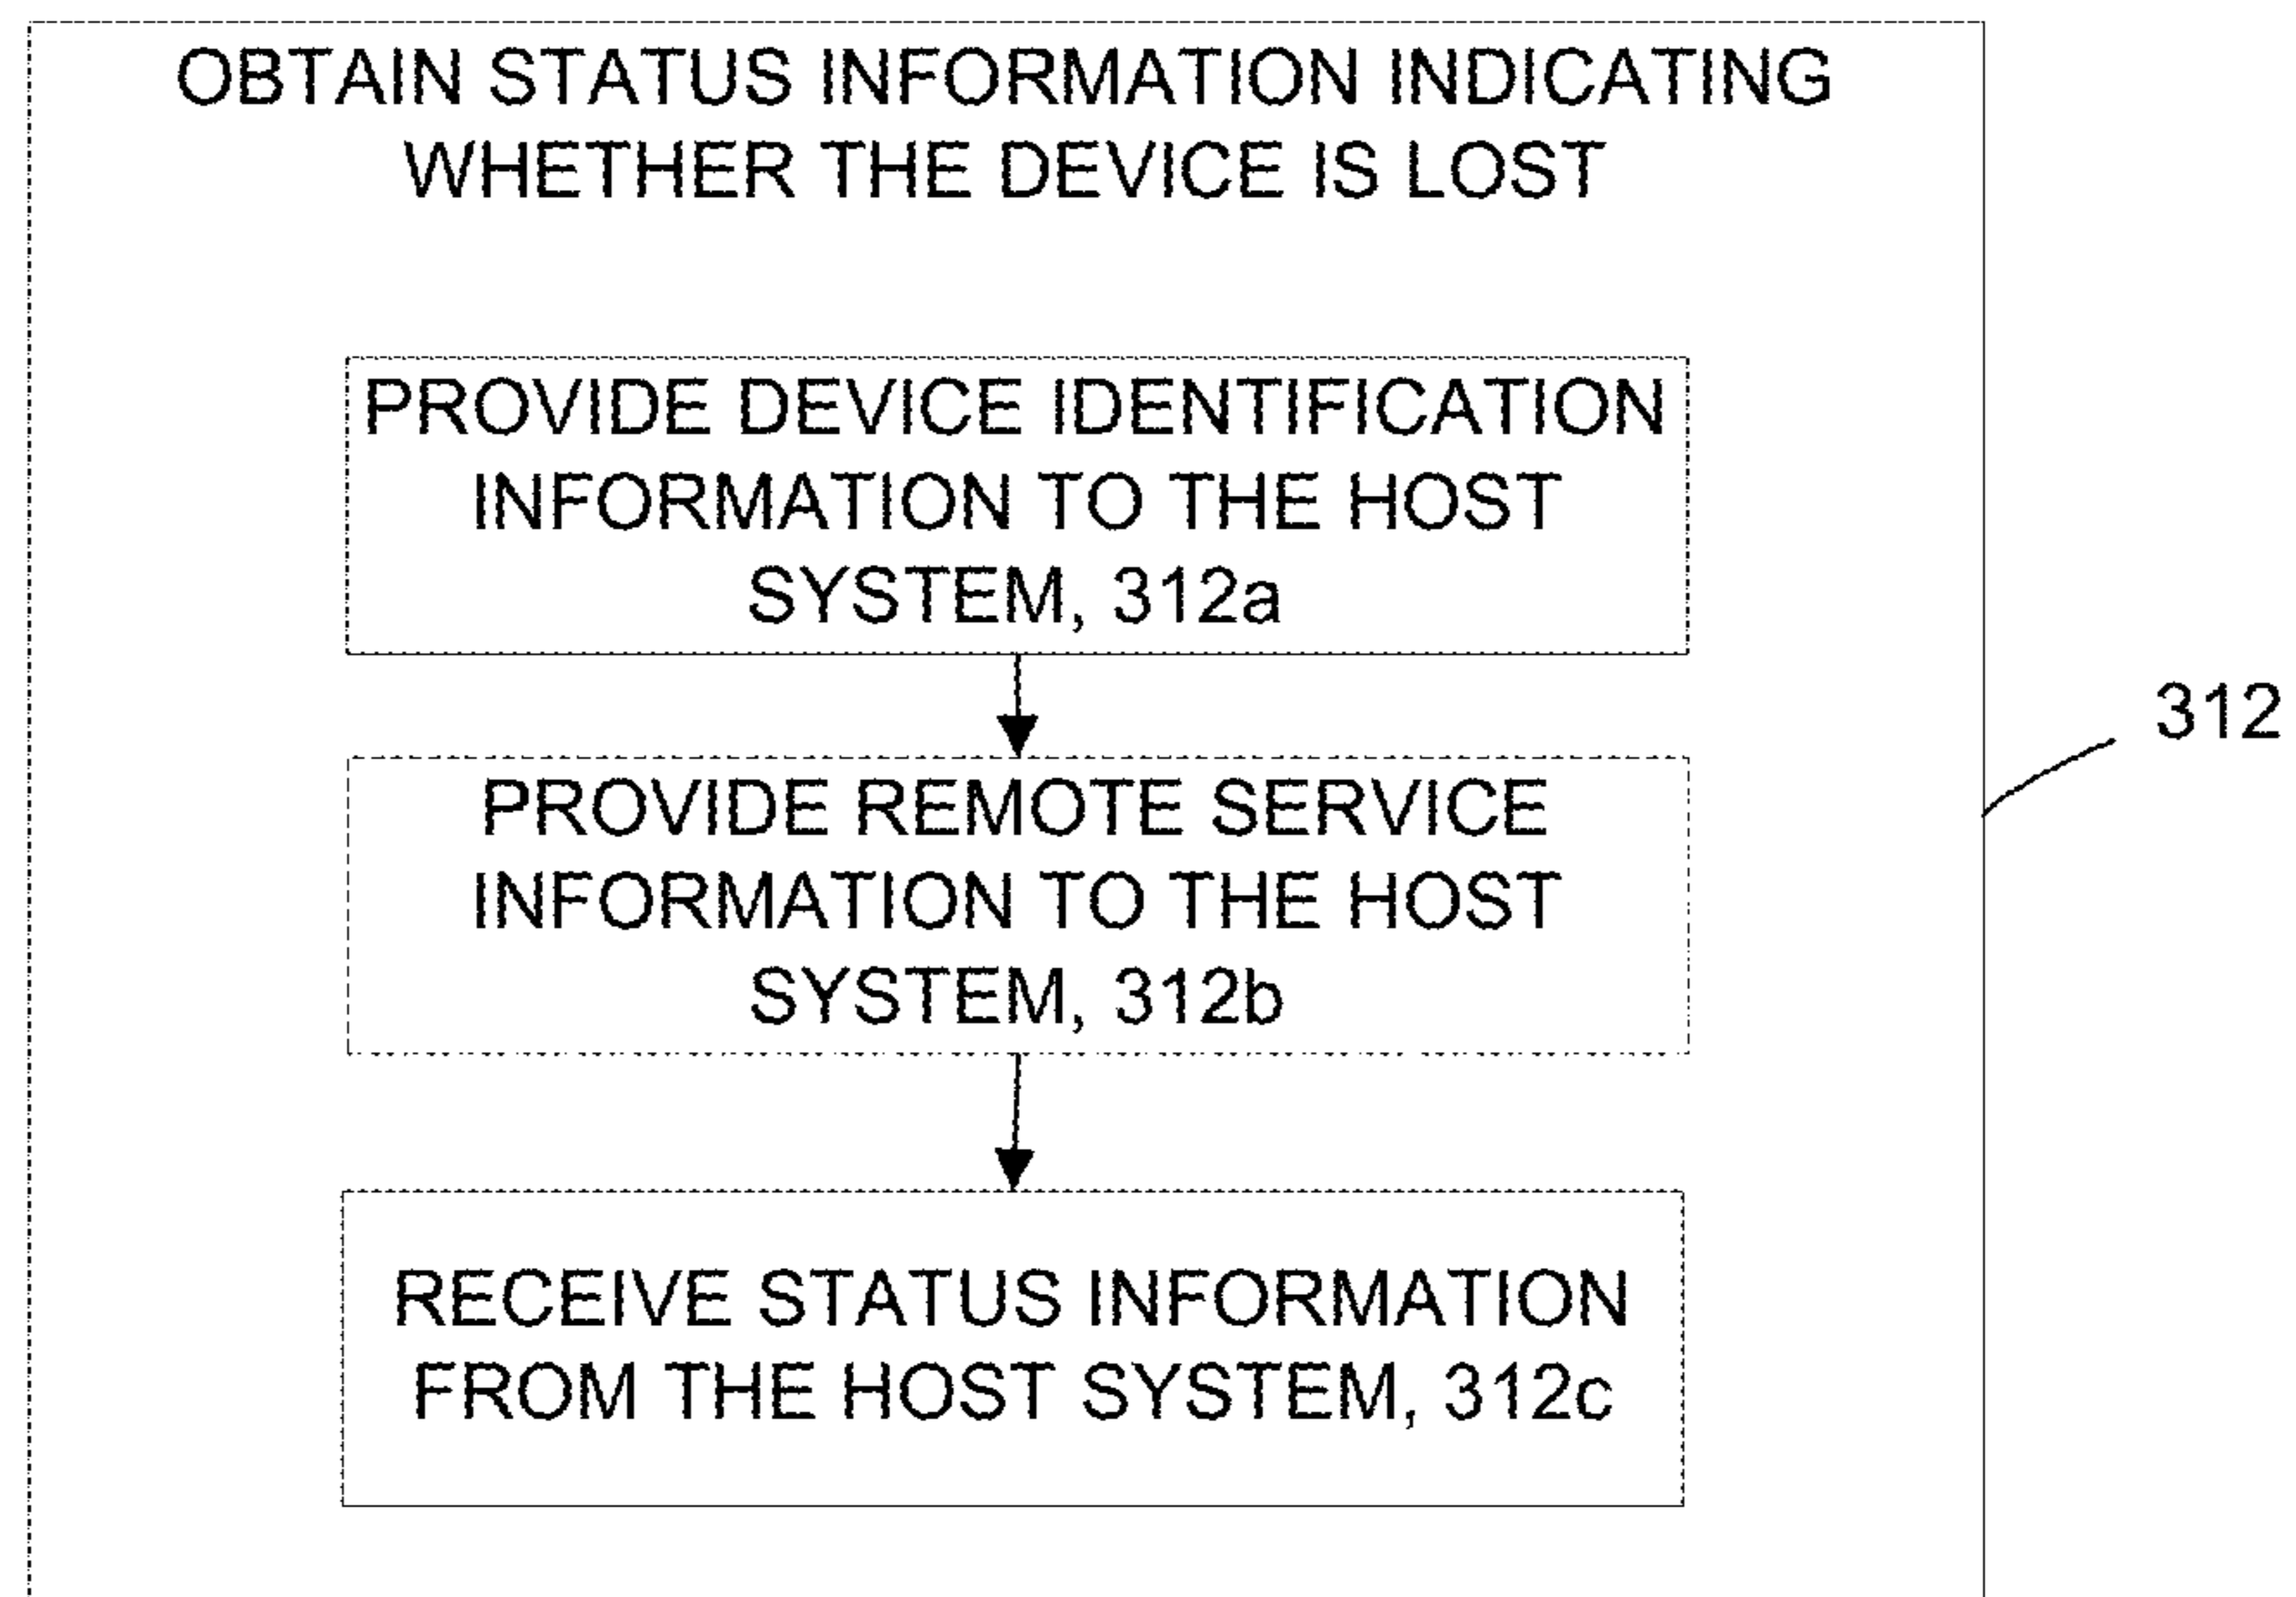 OBTAIN STATUS INFORMATION INDICATING
WHETHER THE DEVICE IS LOST
PROVIDE DEVICE IDENTIFICATION
INFORMATION TO THE HOST
SYSTEM, 312a
312
PROVIDE REMOTE SERVICE
INFORMATION TO THE HOST
SYSTEM, 312b
RECEIVE STATUS INFORMATION
FROM THE HOST SYSTEM, 312c